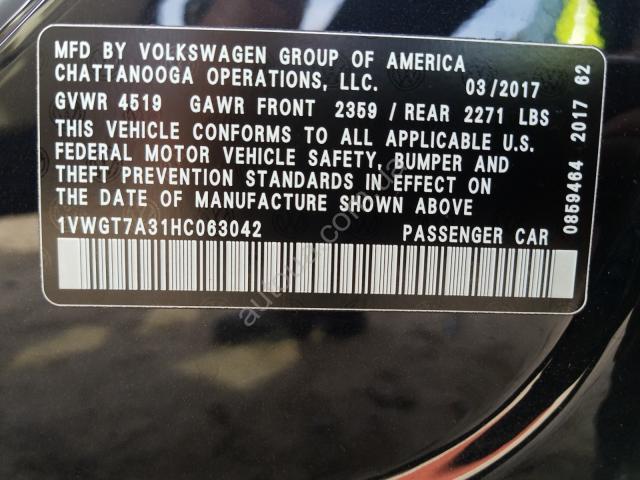 MFD BY VOLKSWAGEN GROUP OF AMERICA
CHATTANOOGA OPERATIONS, LLC. 03/2017
GVWR 4519 GAWR FRONT 2359 / REAR 2271 LBS
THIS VEHICLE CONFORMS TO ALL APPLICABLE U.S.
FEDERAL MOTOR VEHICLE SAFETY, BUMPER AND
THEFT PREVENTION STANDARDS IN EFFECT ON
THE DATE OF MANUFACTURE SHOWN ABOVE
1VWGT7A31HC063042 PASSENGER CAR
0859464 2017 62